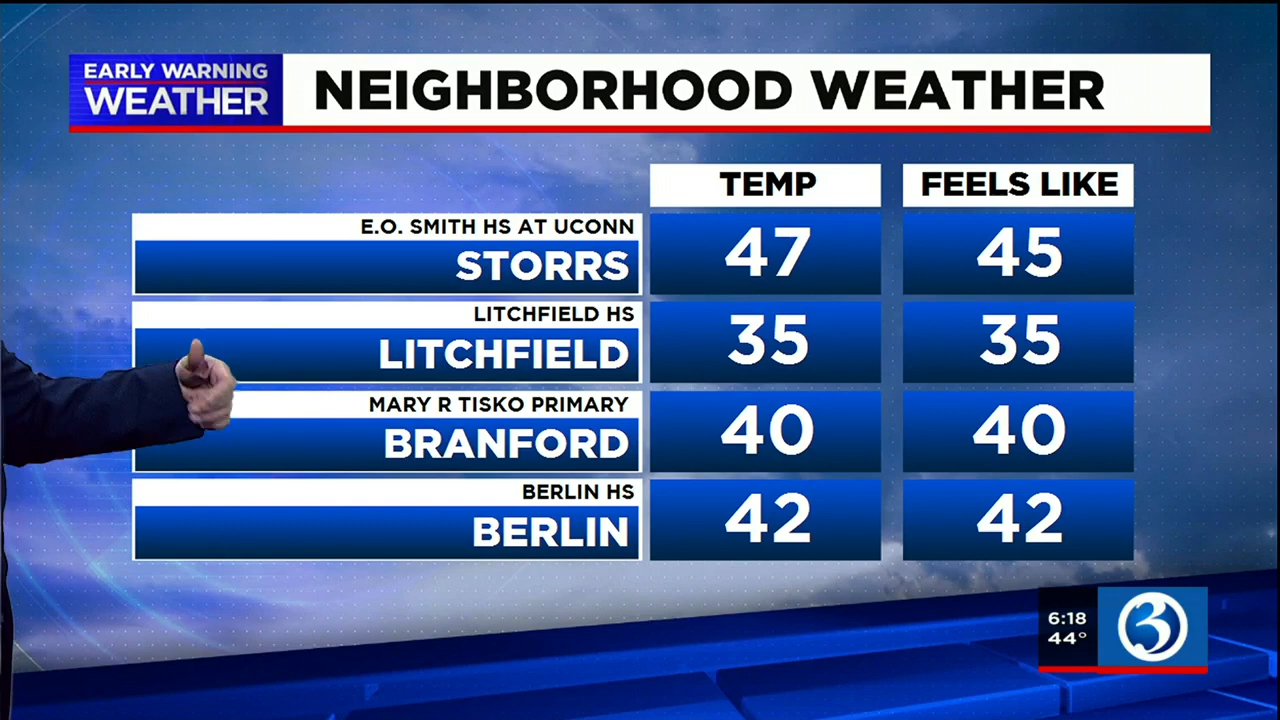 EARLY WARNING
WEATHER
NEIGHBORHOOD WEATHER
TEMP
FEELS LIKE
E.O. SMITH HS AT UCONN
STORRS
47
45
LITCHFIELD HS
LITCHFIELD
35
35
MARY R TISKO PRIMARY
BRANFORD
40
40
BERLIN HS
BERLIN
42
42
6:18
44°
3